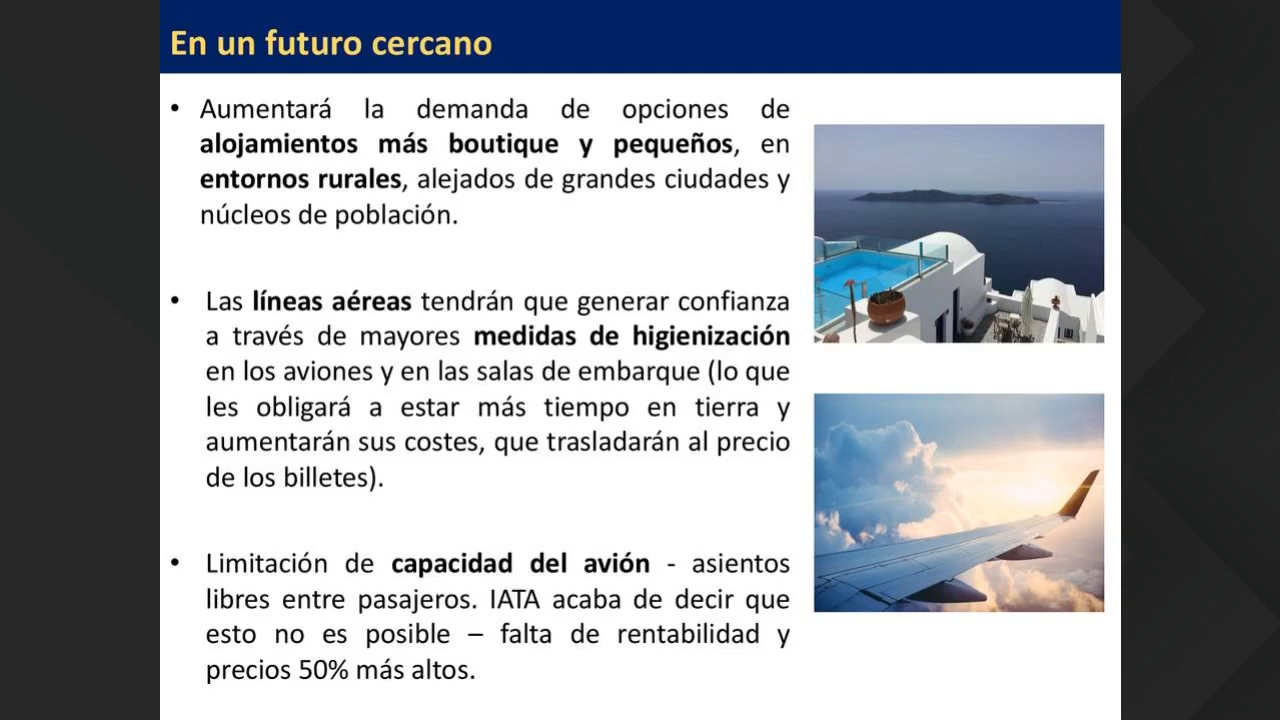 En un futuro cercano
• Aumentará la demanda de opciones de
alojamientos más boutique y pequeños, en
entornos rurales, alejados de grandes ciudades y
núcleos de población.
• Las líneas aéreas tendrán que generar confianza
a través de mayores medidas de higienización
en los aviones y en las salas de embarque (lo que
les obligará a estar más tiempo en tierra y
aumentarán sus costes, que trasladarán al precio
de los billetes).
• Limitación de capacidad del avión - asientos
libres entre pasajeros. IATA acaba de decir que
esto no es posible – falta de rentabilidad y
precios 50% más altos.